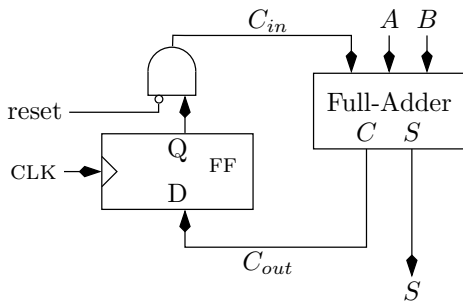 C_in
A B
reset
Full-Adder
C S
Q
FF
CLK
D
C_out
S